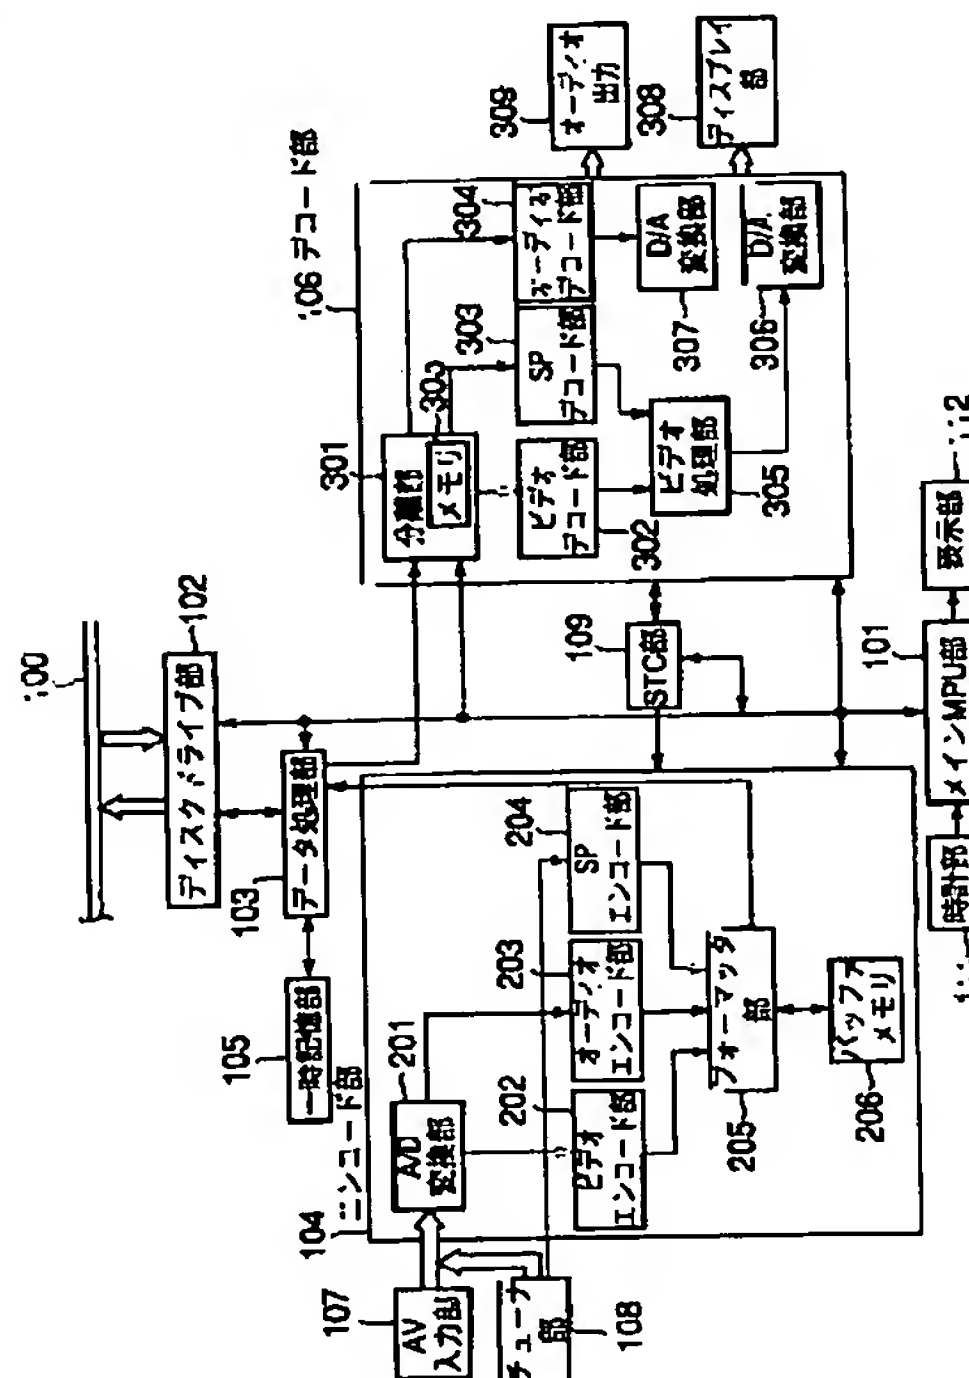 100
ディスクドライブ部
102
103
データ処理部
105
一時記憶部
104
エンコード部
107
AV
入力部
チューナ
部
108
A/D
変換部
201
202
ビデオ
エンコード部
203
オーディオ
エンコード部
204
SP
エンコード部
フォーマッタ
部
205
バッファ
メモリ
206
109
STC部
106 デコード部
301
分離部
メモリ
303
SP
デコード部
304
オーディオ
デコード部
ビデオ
デコード部
302
ビデオ
処理部
305
D/A
変換部
307
D/A
変換部
306
309
オーディオ
出力
308
ディスプレイ
部
101
メインMPU部
表示部
時計部